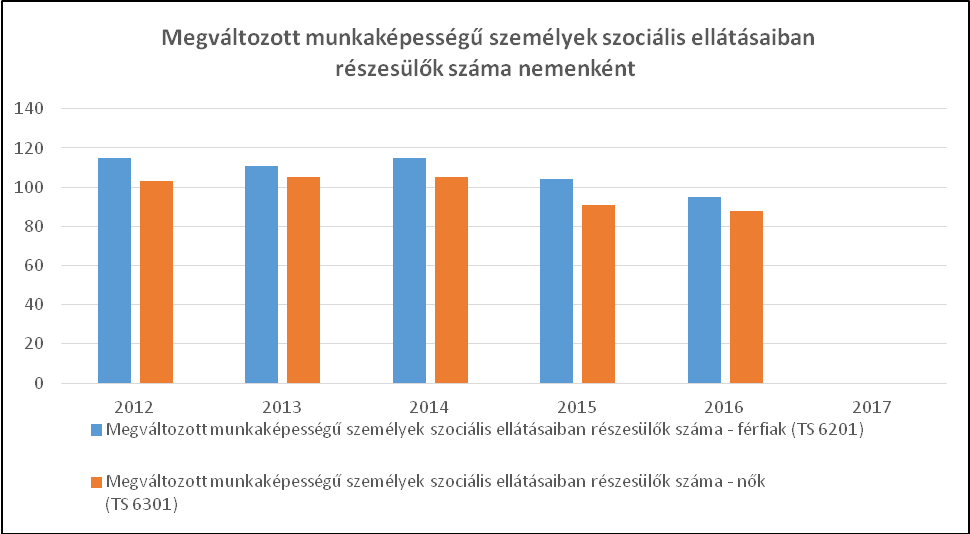 Megváltozott munkaképességű személyek szociális ellátásaiban
részesülők száma nemenként
140
120
100
80
60
40
20
0
2012 2013 2014 2015 2016 2017
Megváltozott munkaképességű személyek szociális ellátásaiban részesülők száma - férfiak (TS 6201)
Megváltozott munkaképességű személyek szociális ellátásaiban részesülők száma - nők
(TS 6301)